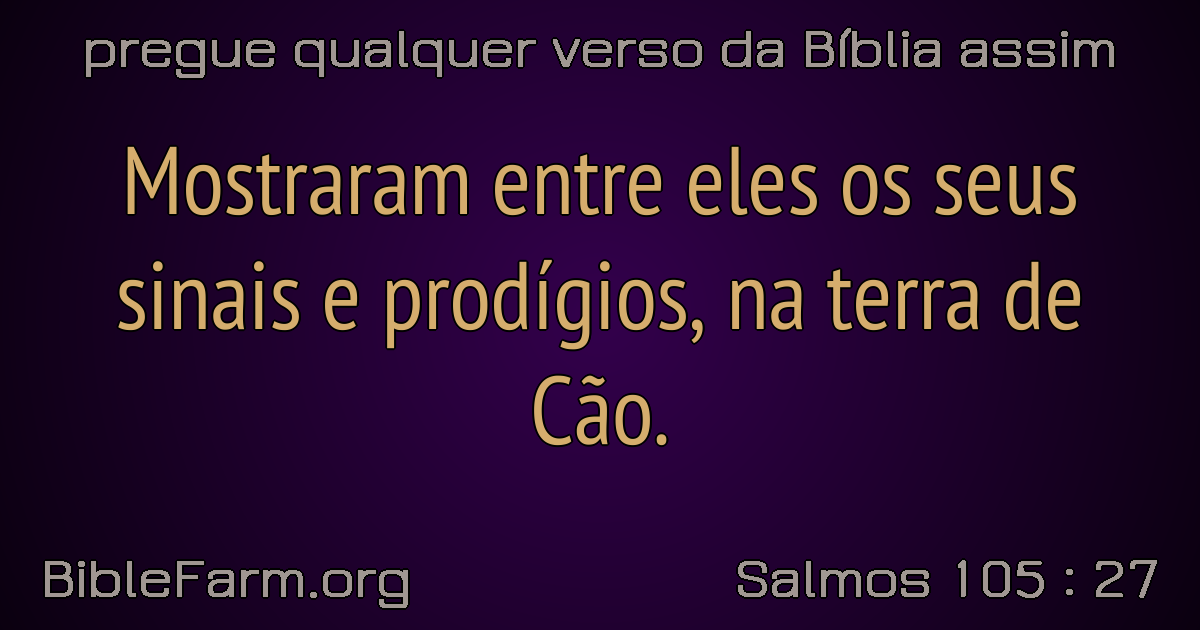 pregue qualquer verso da Bíblia assim
Mostraram entre eles os seus
sinais e prodígios, na terra de
Cão.
BibleFarm.org
Salmos 105 : 27